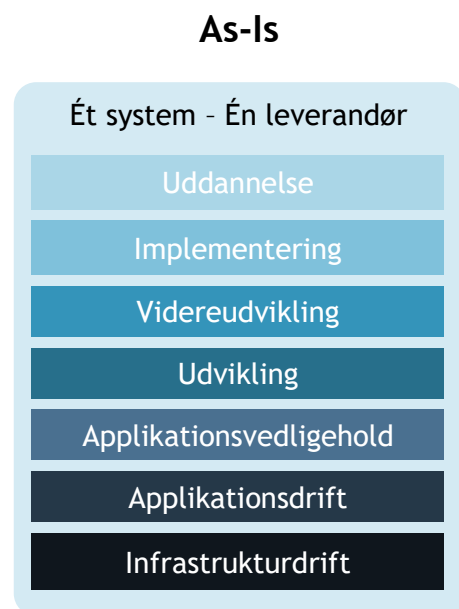 As-Is
Ét system – Én leverandør
Uddannelse
Implementering
Videreudvikling
Udvikling
Applikationsvedligehold
Applikationsdrift
Infrastrukturdrift